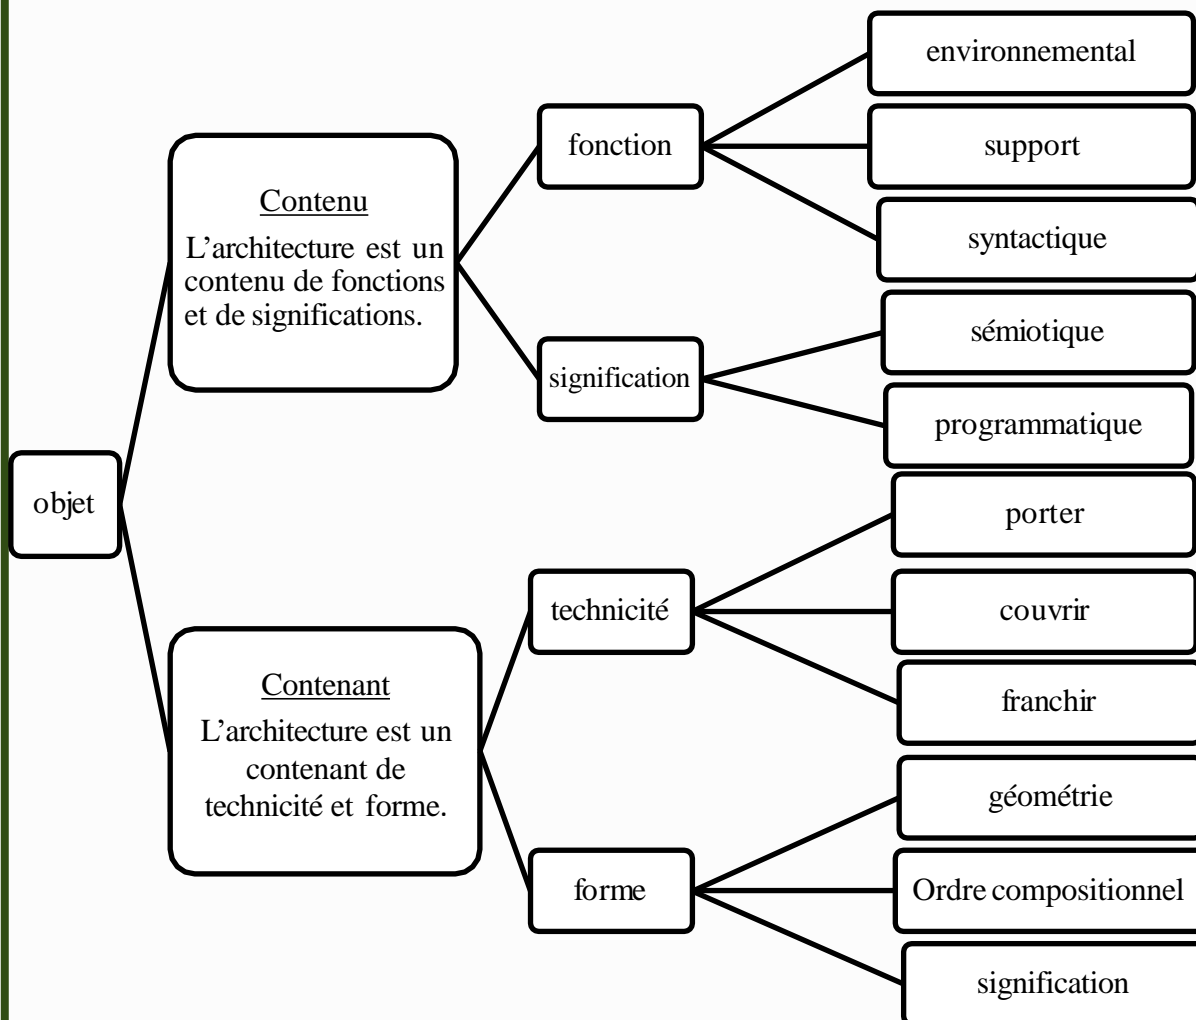 objet
Contenu
L’architecture est un
contenu de fonctions
et de significations.
fonction
environnemental
support
syntactique
signification
sémiotique
programmatique
Contenant
L’architecture est un
contenant de
technicité et forme.
technicité
porter
couvrir
franchir
forme
géométrie
Ordre compositionnel
signification